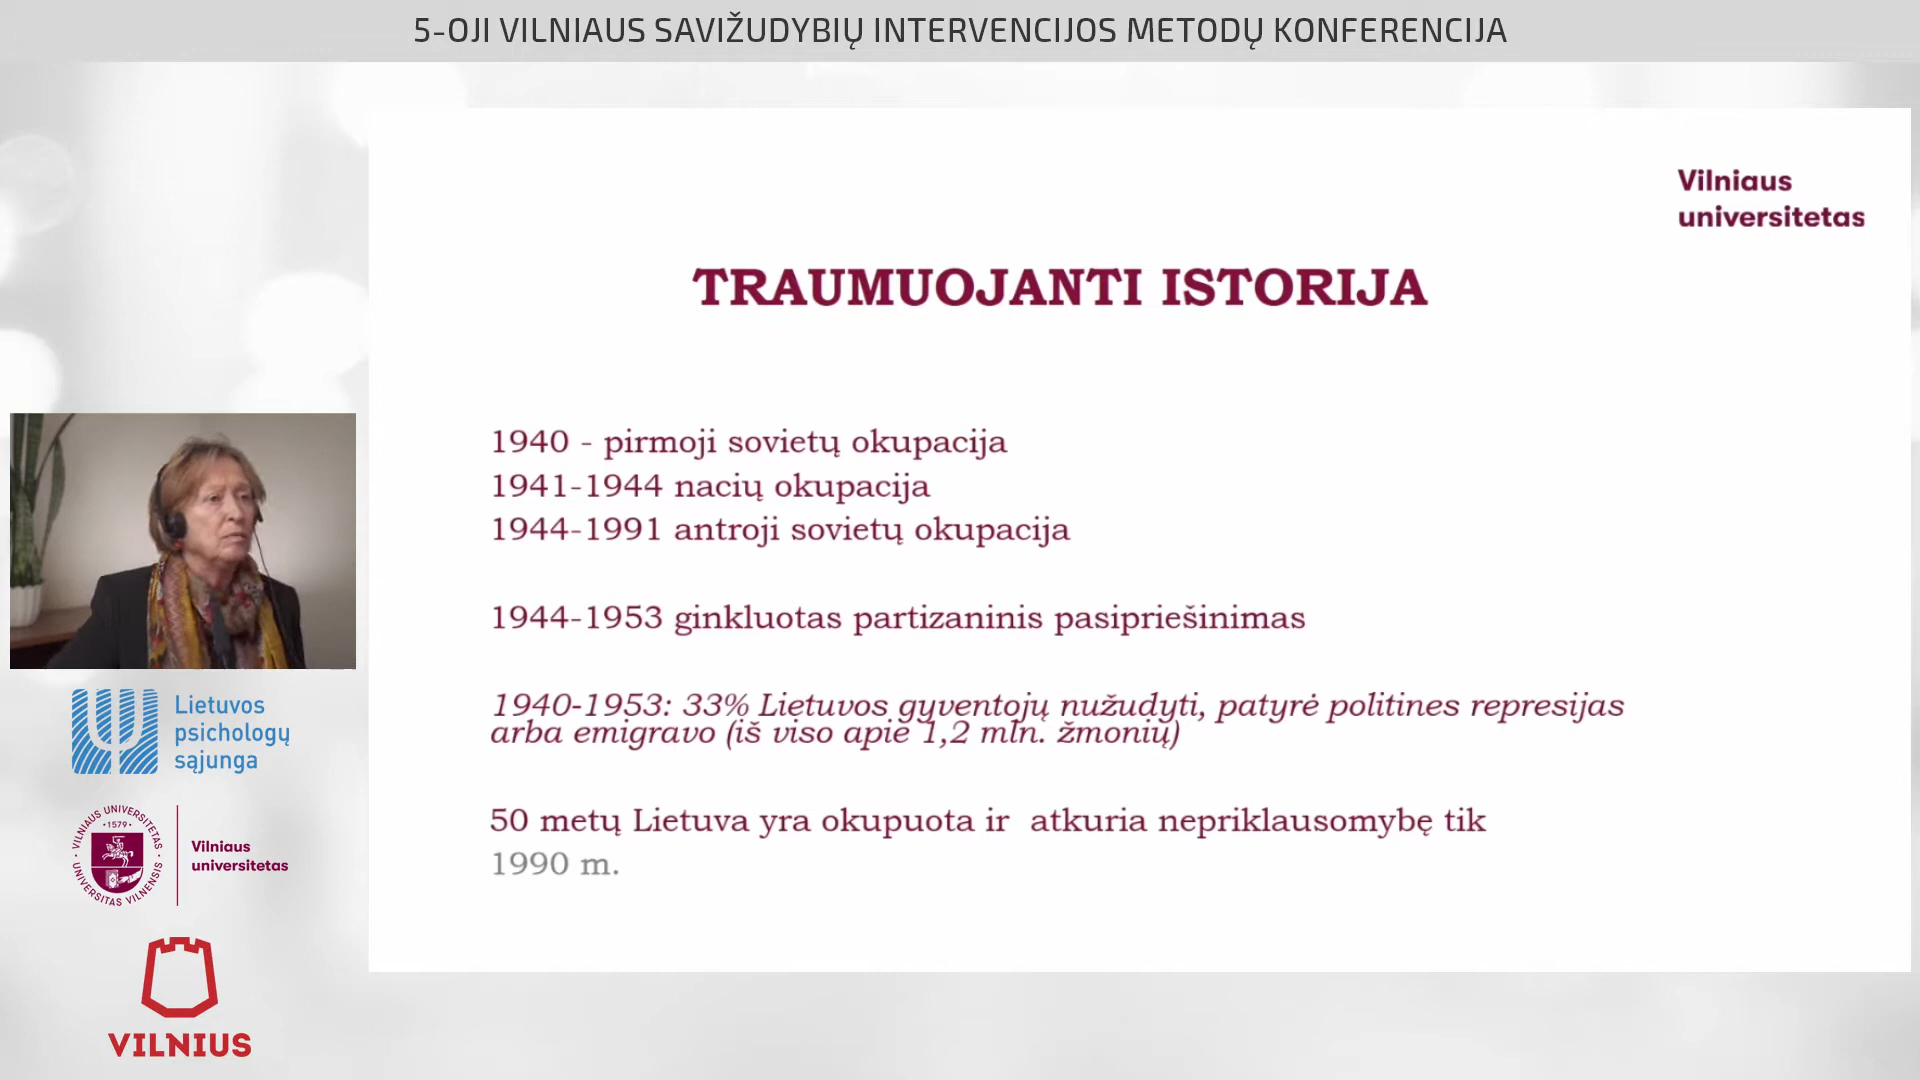 5-OJI VILNIAUS SAVIŽUDYBIŲ INTERVENCIJOS METODŲ KONFERENCIJA
Vilniaus
universitetas
TRAUMUOJANTI ISTORIJA
1940 - pirmoji sovietų okupacija
1941-1944 nacių okupacija
1944-1991 antroji sovietų okupacija
1944-1953 ginkluotas partizaninis pasipriešinimas
1940-1953: 33% Lietuvos gyventojų nužudyti, patyrė politines represijas
arba emigravo (iš viso apie 1,2 mln. žmonių)
50 metų Lietuva yra okupuota ir  atkuria nepriklausomybę tik
1990 m.
Lietuvos
psichologų
sąjunga
VILNIAUS UNIVERSITETAS
·1579·
UNIVERSITAS VILNENSIS
Vilniaus
universitetas
VILNIUS